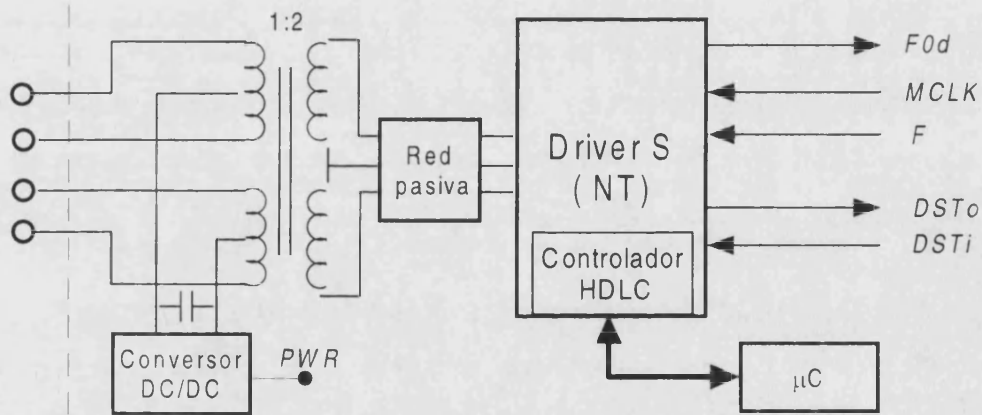 1:2
F0d
MCLK
F
DSTo
DSTi
Red
pasiva
Driver S
(NT)
Controlador
HDLC
Conversor
DC/DC
PWR
µC